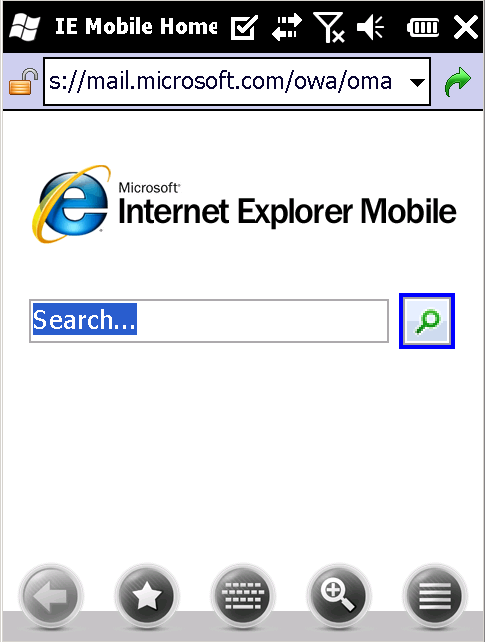 IE Mobile Home
s://mail.microsoft.com/owa/oma
Microsoft®
Internet Explorer Mobile
Search...